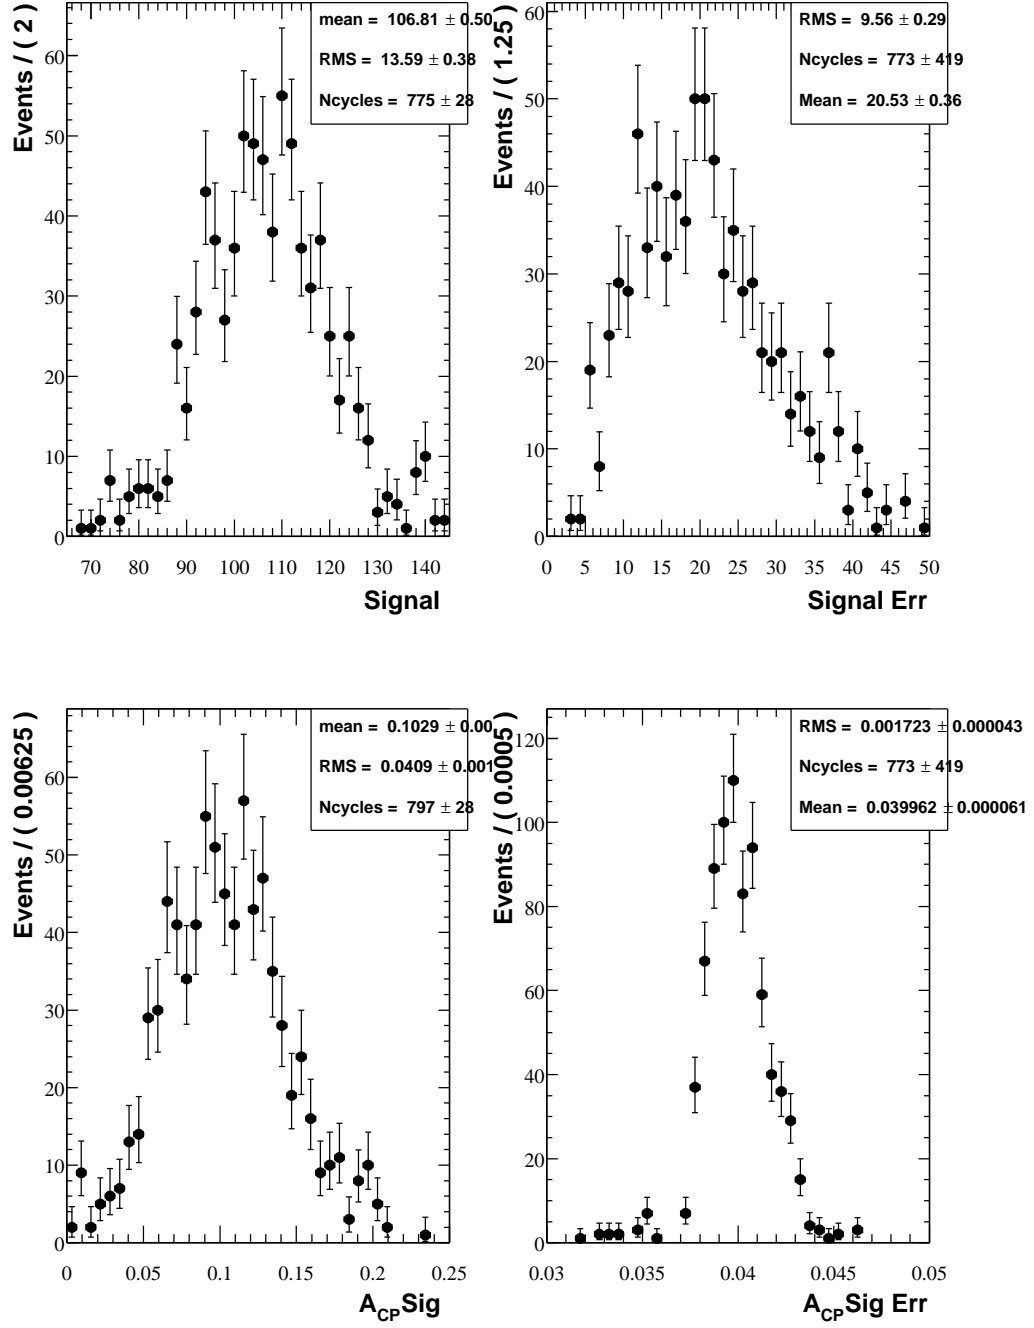 Events / ( 2 )
mean = 106.81 ± 0.50
RMS = 13.59 ± 0.38
Ncycles = 775 ± 28
60
50
40
30
20
10
0
70 80 90 100 110 120 130 140
Signal
Events / ( 1.25 )
RMS = 9.56 ± 0.29
Ncycles = 773 ± 419
Mean = 20.53 ± 0.36
60
50
40
30
20
10
0
0 5 10 15 20 25 30 35 40 45 50
Signal Err
Events / ( 0.00625 )
mean = 0.1029 ± 0.00
RMS = 0.0409 ± 0.001
Ncycles = 797 ± 28
60
50
40
30
20
10
0
0 0.05 0.1 0.15 0.2 0.25
A_CP Sig
Events / ( 0.0005 )
RMS = 0.001723 ± 0.000043
Ncycles = 773 ± 419
Mean = 0.039962 ± 0.000061
120
100
80
60
40
20
0
0.03 0.035 0.04 0.045 0.05
A_CP Sig Err